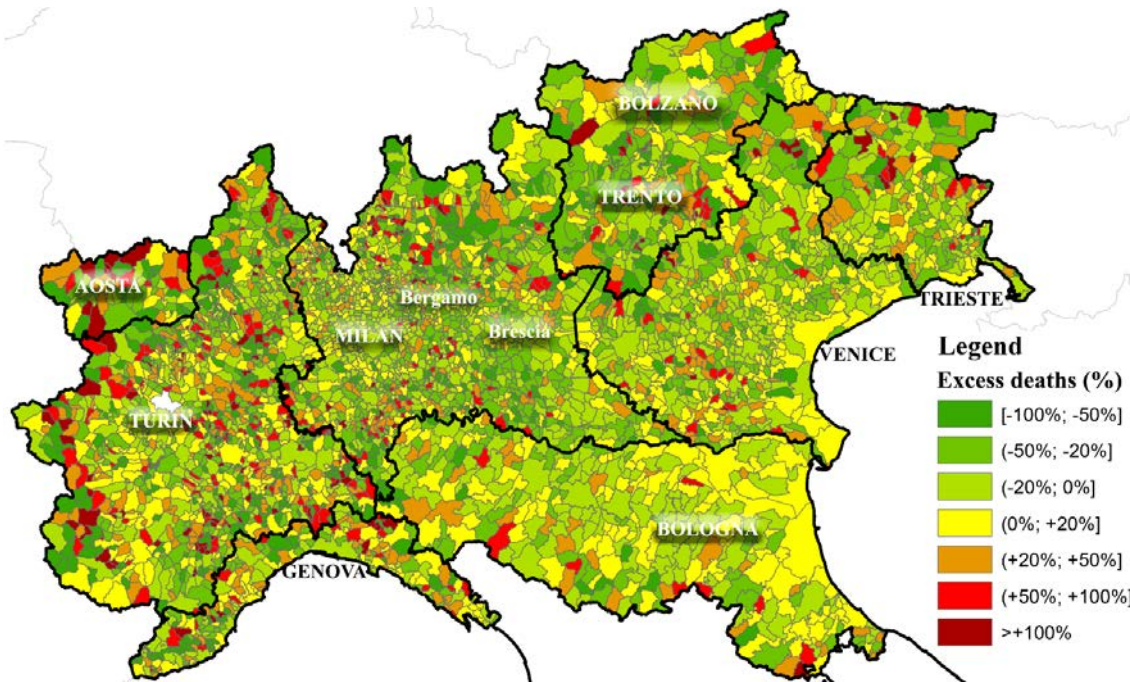 BOLZANO
TRENTO
AOSTA
Bergamo
TRIESTE
MILAN
Brescia
VENICE
TURIN
BOLOGNA
GENOVA
Legend
Excess deaths (%)
[-100%; -50%]
(-50%; -20%]
(-20%; 0%]
(0%; +20%]
(+20%; +50%]
(+50%; +100%]
>+100%